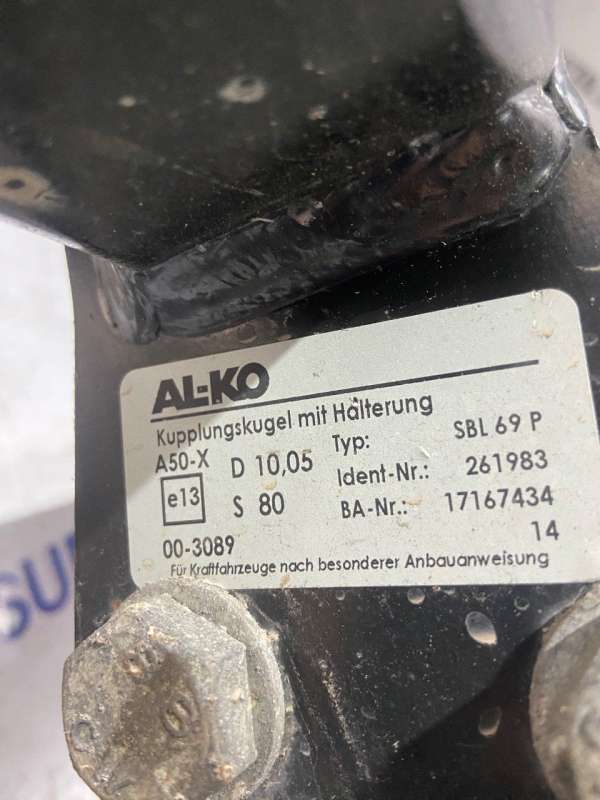 AL-KO
Kupplungskugel mit Halterung
A50-X D 10,05 Typ: SBL 69 P
e13 S 80 Ident-Nr.: 261983
BA-Nr.: 17167434
00-3089 14
Für Kraftfahrzeuge nach besonderer Anbauanweisung
SU